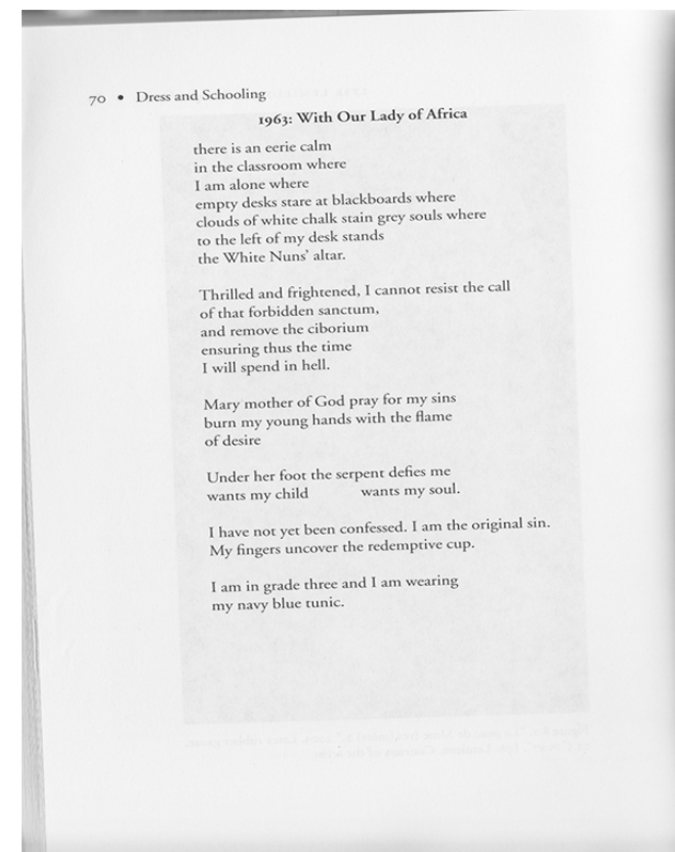 70 • Dress and Schooling
1963: With Our Lady of Africa
there is an eerie calm
in the classroom where
I am alone where
empty desks stare at blackboards where
clouds of white chalk stain grey souls where
to the left of my desk stands
the White Nuns' altar.
Thrilled and frightened, I cannot resist the call
of that forbidden sanctum,
and remove the ciborium
ensuring thus the time
I will spend in hell.
Mary mother of God pray for my sins
burn my young hands with the flame
of desire
Under her foot the serpent defies me
wants my child wants my soul.
I have not yet been confessed. I am the original sin.
My fingers uncover the redemptive cup.
I am in grade three and I am wearing
my navy blue tunic.